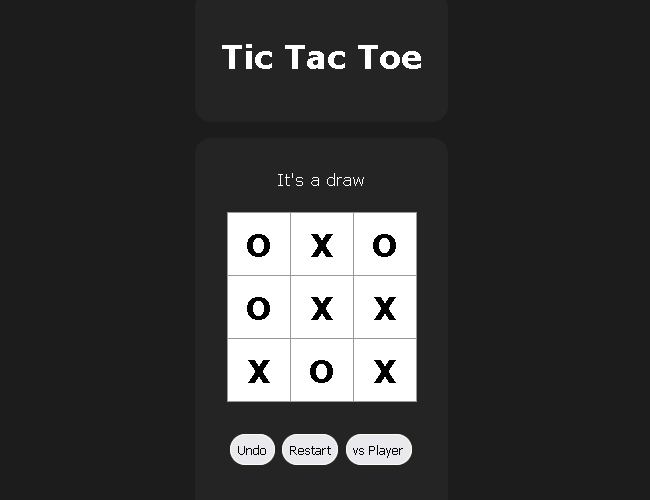 Tic Tac Toe
It's a draw
O X O
O X X
X O X
Undo Restart vs Player